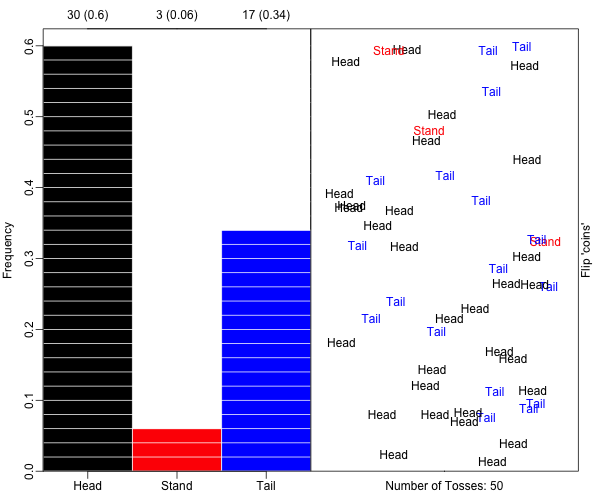 30 (0.6) 3 (0.06) 17 (0.34)
0.6
0.5
0.4
0.3
0.2
0.1
0.0
Frequency
Head Stand Tail
Stand Head Tail Tail
Head Head
Tail
Head
Stand
Head
Head
Tail Tail
Head Tail
Head Head Head
Head
Tail Head Tail Stand
Head
Tail
Head Head Tail
Tail Head
Tail Head
Tail
Head Head
Head
Head
Head Tail Head
Tail
Head Head Head Tail
Head Tail
Head
Head Head
Flip 'coins'
Number of Tosses: 50